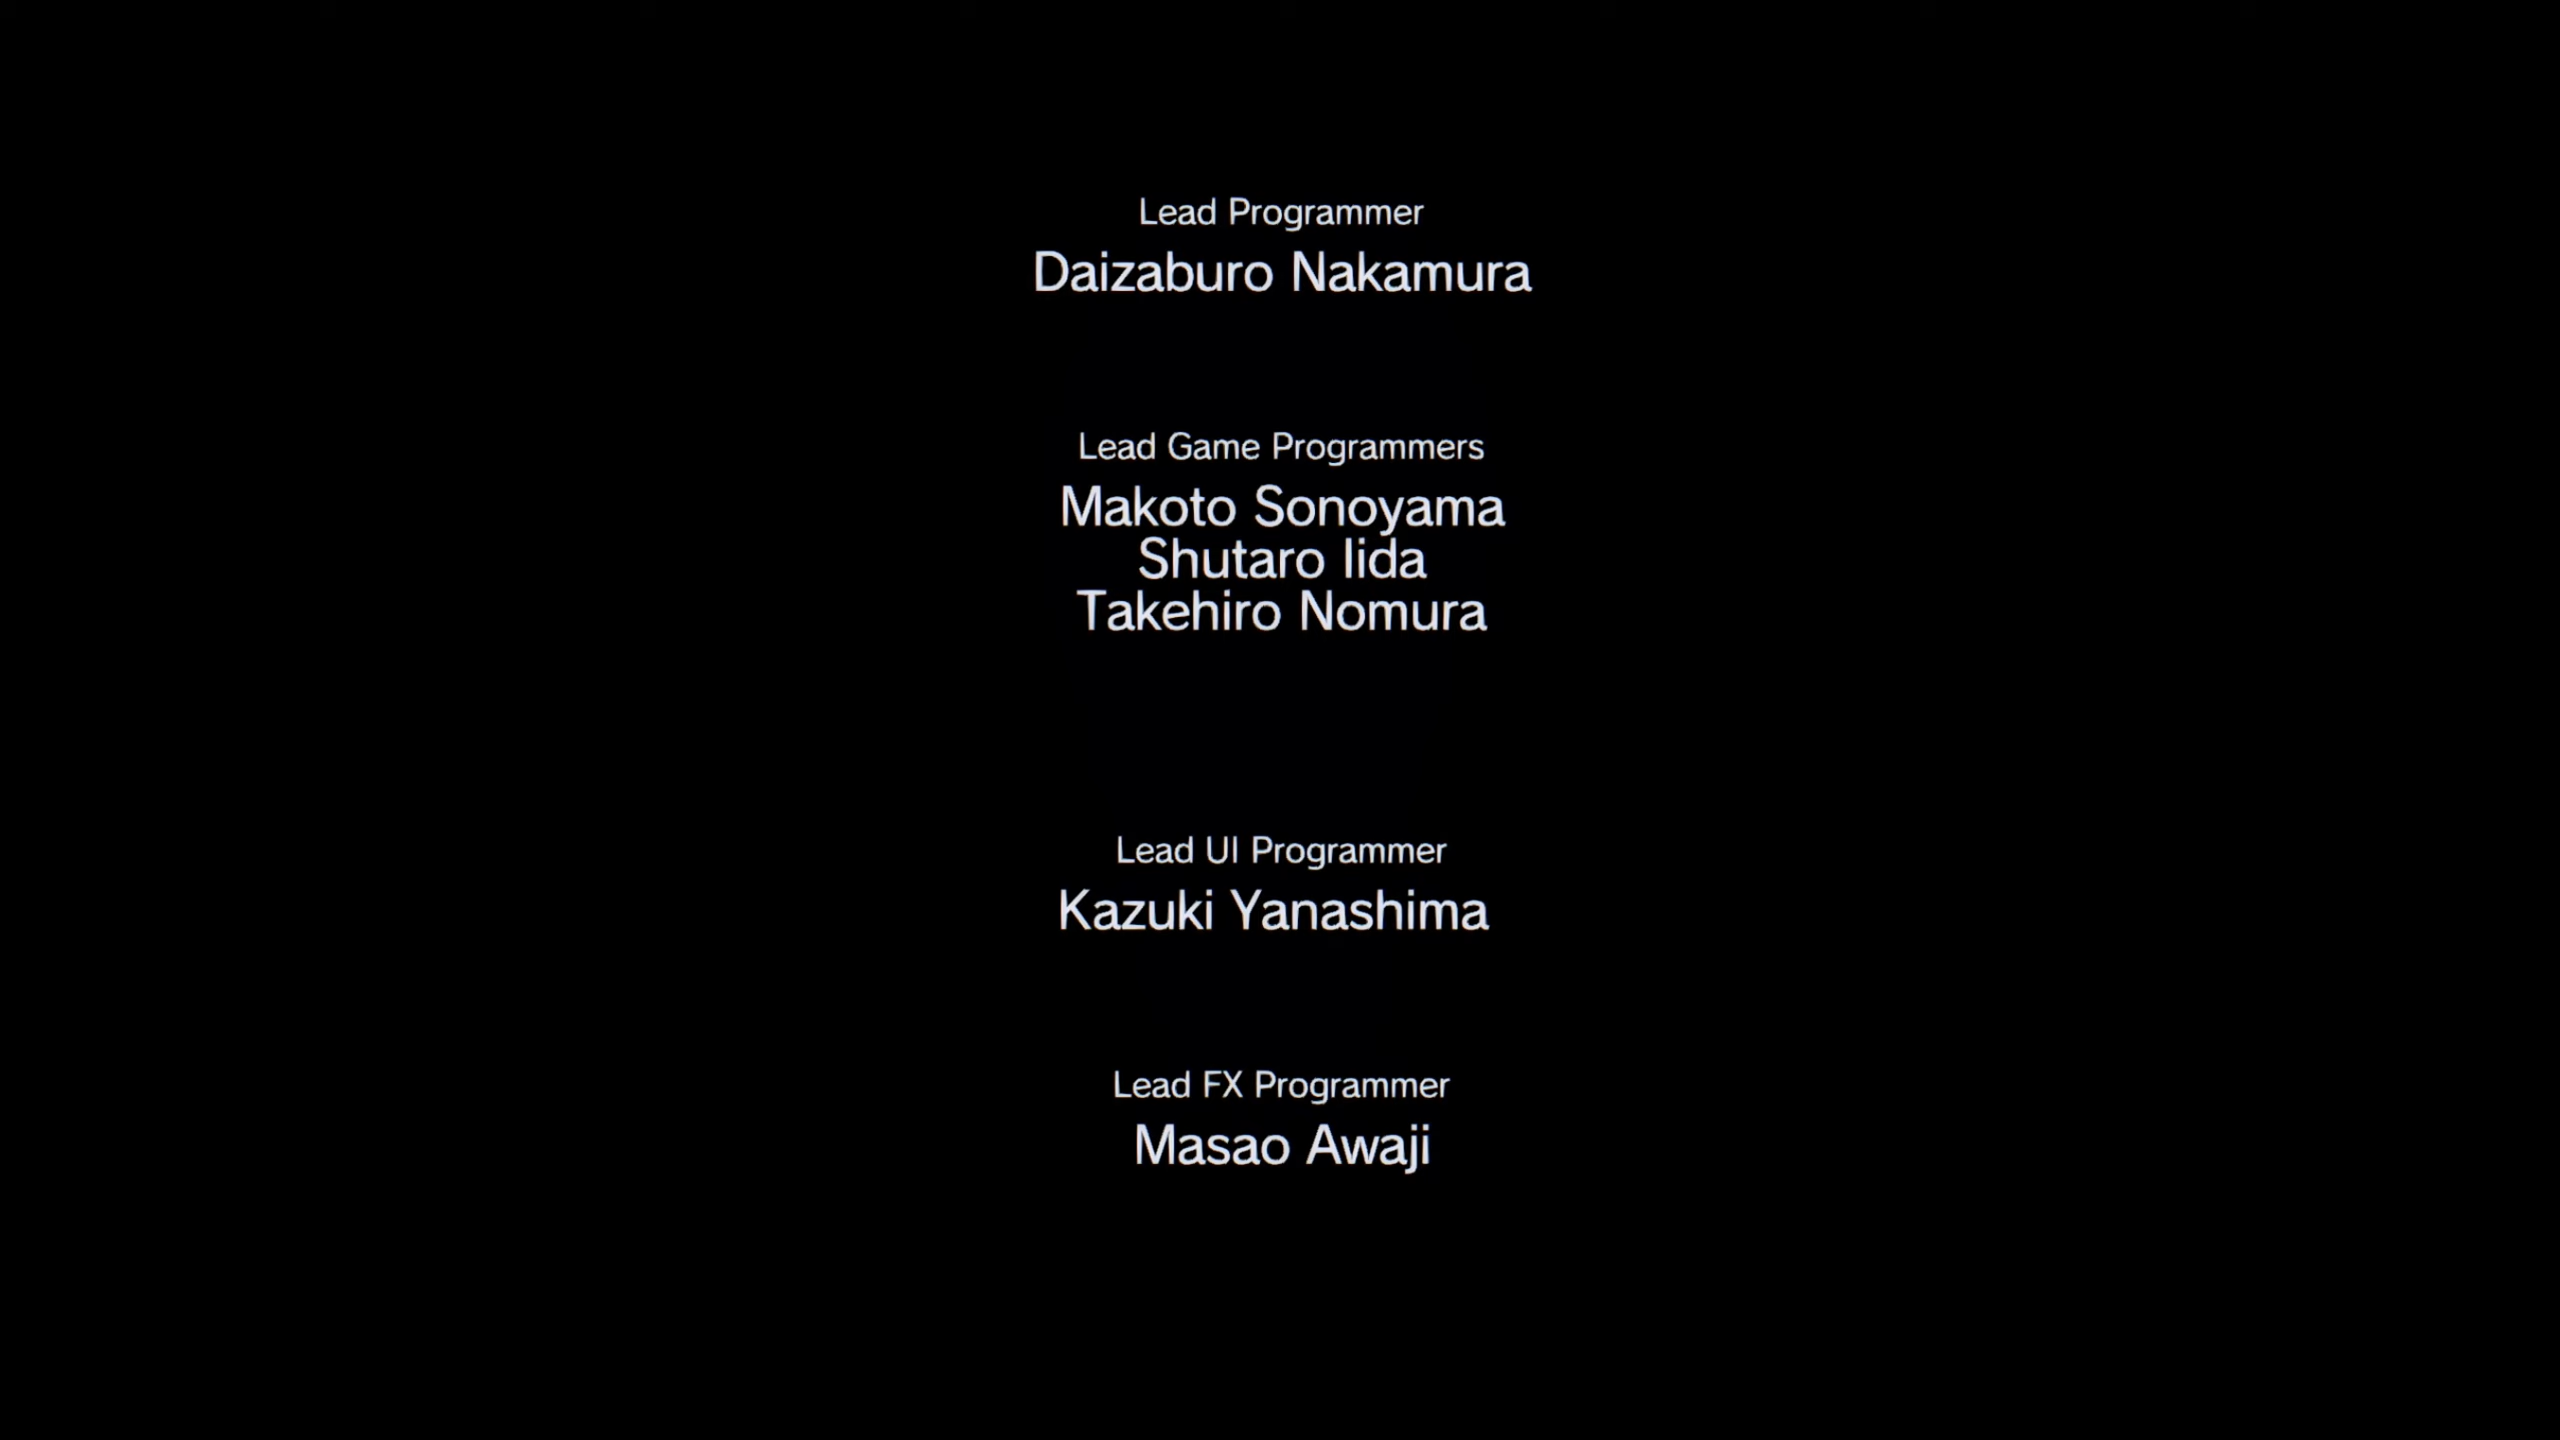 Lead Programmer
Daizaburo Nakamura
Lead Game Programmers
Makoto Sonoyama
Shutaro Iida
Takehiro Nomura
Lead UI Programmer
Kazuki Yanashima
Lead FX Programmer
Masao Awaji